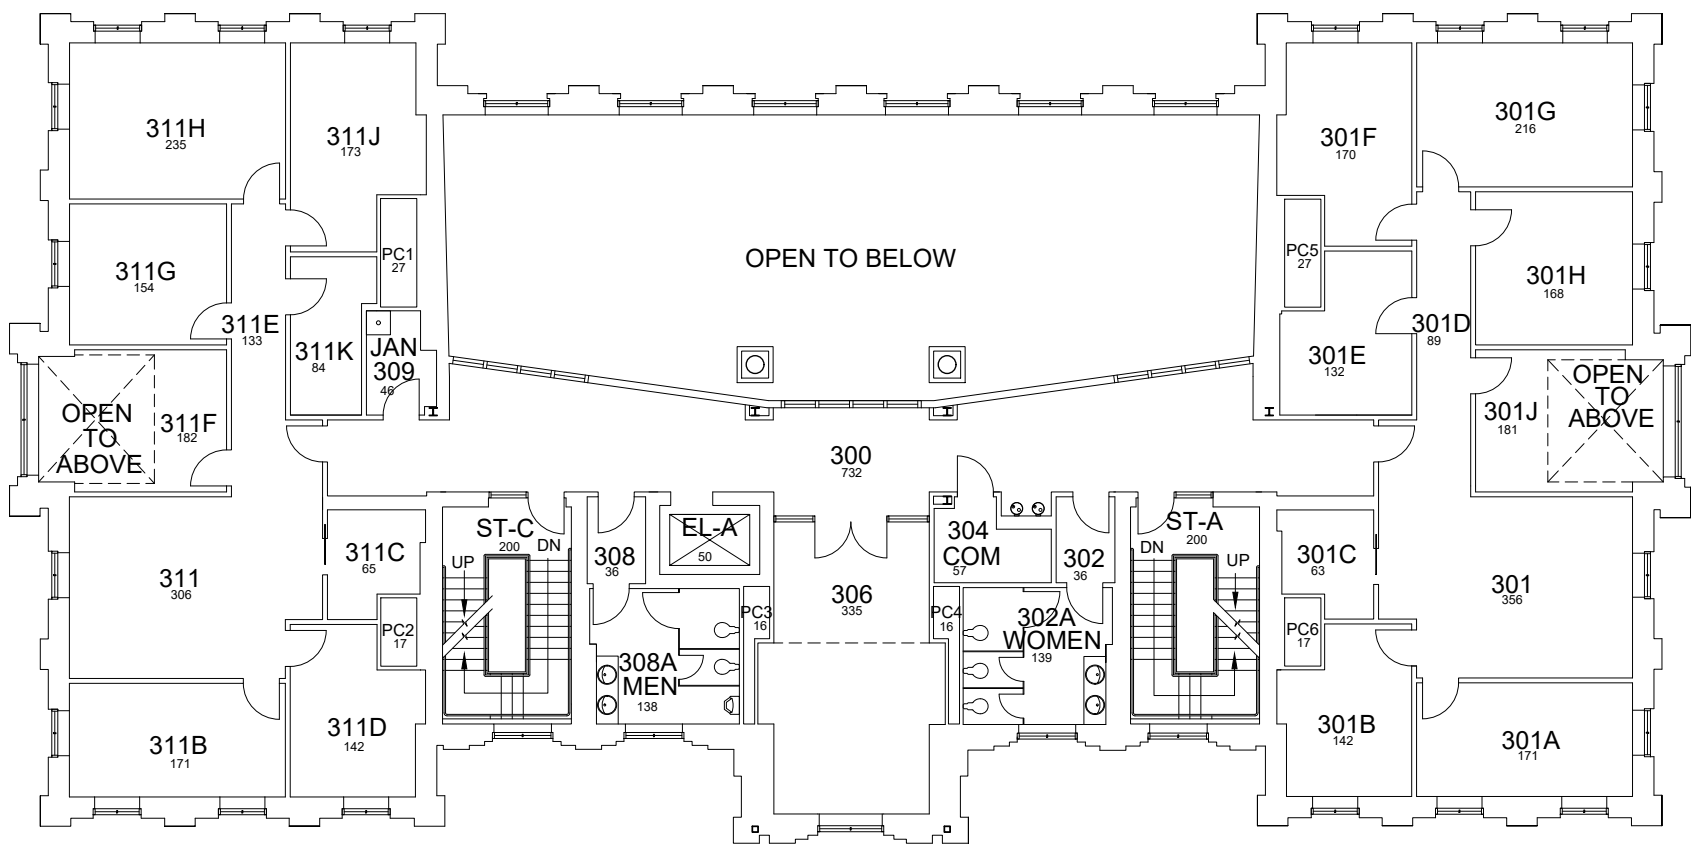 311H
235
311J
173
301F
170
301G
216
311G
154
PC1
27
OPEN TO BELOW
PC5
27
301H
168
311E
133
301D
89
311K
84
JAN
309
46
301E
132
OPEN
TO
ABOVE
311F
182
301J
181
OPEN
TO
ABOVE
300
732
311
306
311C
65
ST-C
200
UP
DN
308
36
EL-A
50
304
COM
57
302
36
ST-A
200
DN
UP
301C
63
301
356
PC2
17
PC3
16
306
335
PC4
16
302A
WOMEN
139
PC6
17
308A
MEN
138
311B
171
311D
142
301B
142
301A
171